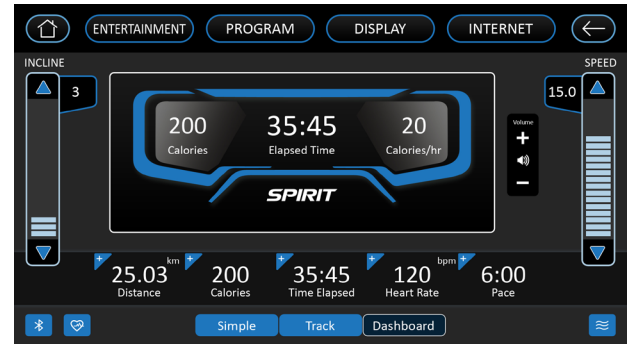 ENTERTAINMENT PROGRAM DISPLAY INTERNET
INCLINE SPEED
3 15.0
200 35:45 20
Calories Elapsed Time Calories/hr
Volume
+
−
SPIRIT
+ km + + + bpm +
25.03 200 35:45 120 6:00
Distance Calories Time Elapsed Heart Rate Pace
Simple Track Dashboard